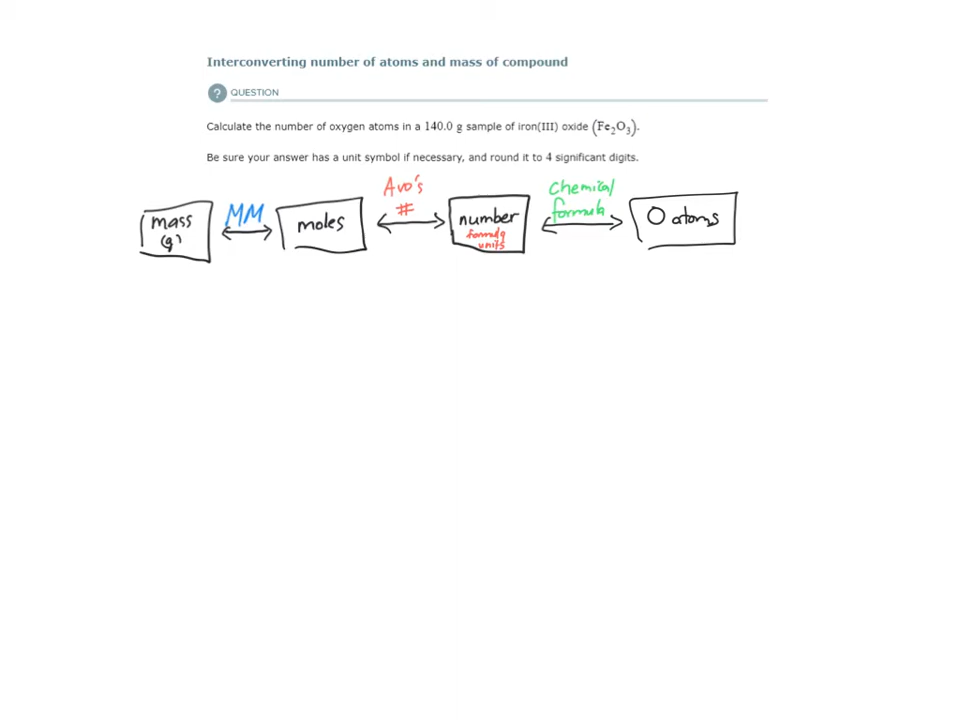 Interconverting number of atoms and mass of compound
? QUESTION
Calculate the number of oxygen atoms in a 140.0 g sample of iron(III) oxide (Fe₂O₃).
Be sure your answer has a unit symbol if necessary, and round it to 4 significant digits.
mass
(g)
MM
moles
Avo's
#
number
formula
units
Chemical
formula
O atoms